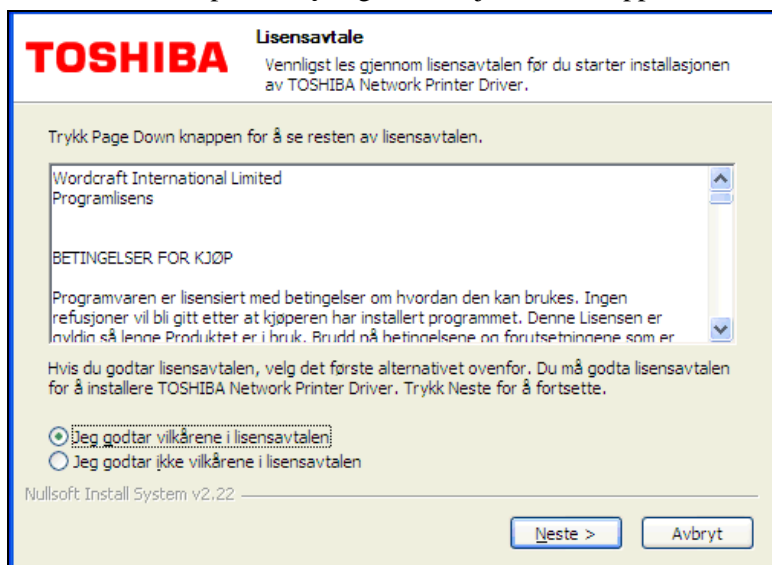 TOSHIBA
Lisensavtale
Vennligst les gjennom lisensavtalen før du starter installasjonen
av TOSHIBA Network Printer Driver.
Trykk Page Down knappen for å se resten av lisensavtalen.
Wordcraft International Limited
Programlisens
BETINGELSER FOR KJØP
Programvaren er lisensiert med betingelser om hvordan den kan brukes. Ingen
refusjoner vil bli gitt etter at kjøperen har installert programmet. Denne Lisensen er
gyldig så lenge Produktet er i bruk. Brudd på betingelsene og forutsetningene som er
Hvis du godtar lisensavtalen, velg det første alternativet ovenfor. Du må godta lisensavtalen
for å installere TOSHIBA Network Printer Driver. Trykk Neste for å fortsette.
Jeg godtar vilkårene i lisensavtalen
Jeg godtar ikke vilkårene i lisensavtalen
Nullsoft Install System v2.22
Neste >
Avbryt